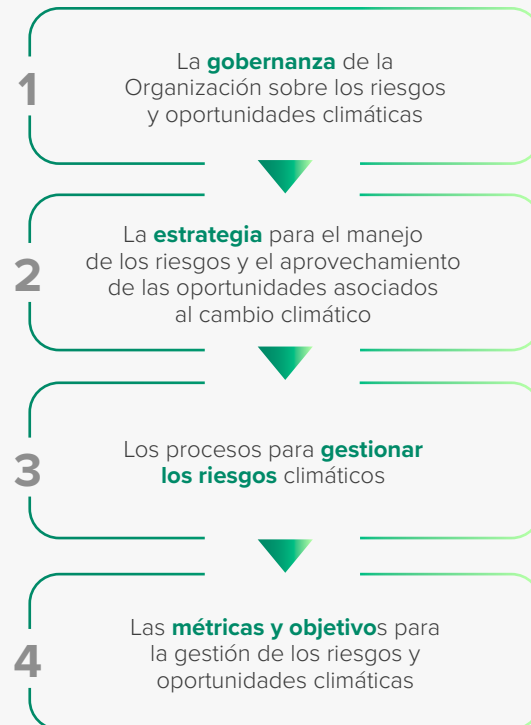 1
La gobernanza de la
Organización sobre los riesgos
y oportunidades climáticas
2
La estrategia para el manejo
de los riesgos y el aprovechamiento
de las oportunidades asociados
al cambio climático
3
Los procesos para gestionar
los riesgos climáticos
4
Las métricas y objetivos para
la gestión de los riesgos y
oportunidades climáticas